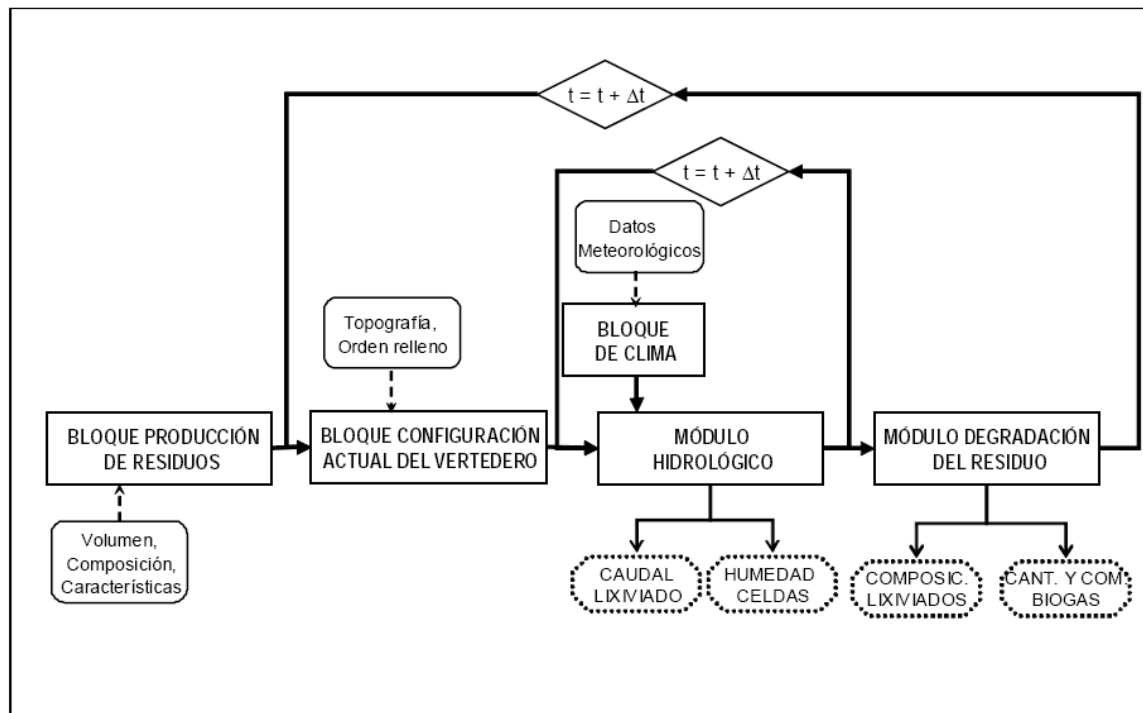 t = t + Δt
t = t + Δt
Datos
Meteorológicos
Topografía,
Orden relleno
BLOQUE
DE CLIMA
BLOQUE PRODUCCIÓN
DE RESIDUOS
BLOQUE CONFIGURACIÓN
ACTUAL DEL VERTEDERO
MÓDULO
HIDROLÓGICO
MÓDULO DEGRADACIÓN
DEL RESIDUO
Volumen,
Composición,
Características
CAUDAL
LIXIVIADO
HUMEDAD
CELDAS
COMPOSIC.
LIXIVIADOS
CANT. Y COM.
BIOGAS